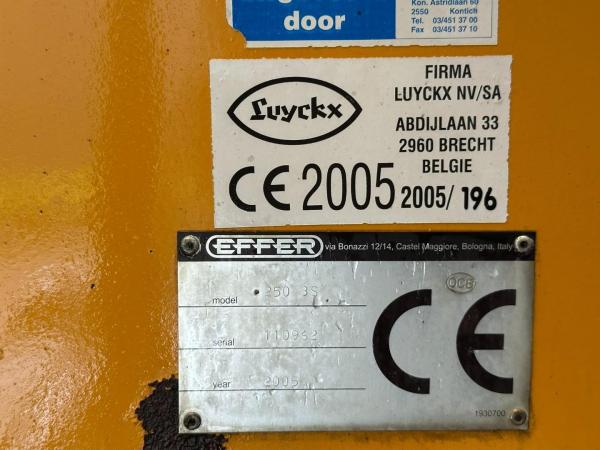 door
Kon. Astridlaan 60
2550 Kontich
Tel. 03/451 37 00
Fax 03/451 37 10
Luyckx
FIRMA
LUYCKX NV/SA
ABDIJLAAN 33
2960 BRECHT
BELGIE
CE 2005 2005/ 196
EFFER via Bonazzi 12/14, Castel Maggiore, Bologna, Italy
OCB
model 250 3S
serial 110962
year 2005
CE
1930700